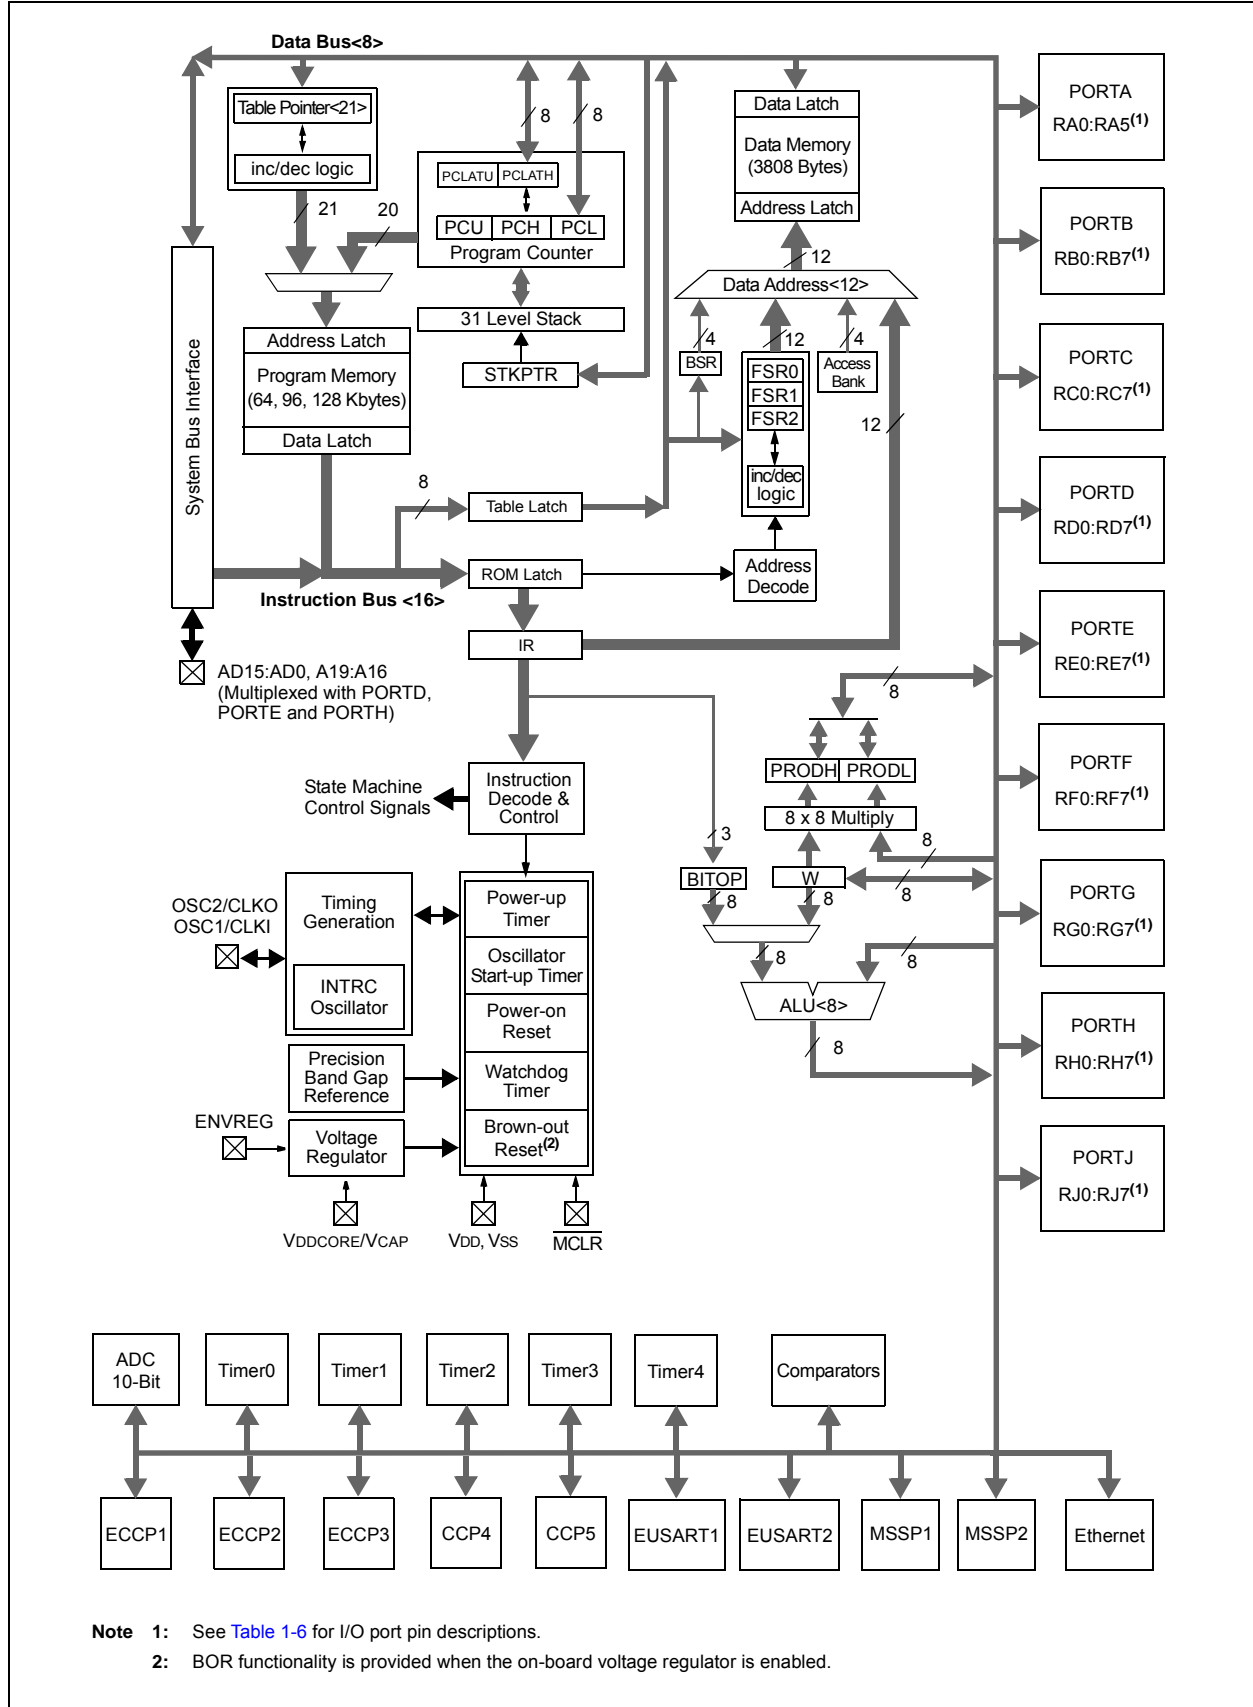 Data Bus<8>
Table Pointer<21>
inc/dec logic
21
20
8
8
PCLATU
PCLATH
PCU
PCH
PCL
Program Counter
31 Level Stack
STKPTR
Data Latch
Data Memory
(3808 Bytes)
Address Latch
12
Data Address<12>
4
12
4
BSR
FSR0
FSR1
FSR2
inc/dec
logic
Access
Bank
12
System Bus Interface
Address Latch
Program Memory
(64, 96, 128 Kbytes)
Data Latch
8
Table Latch
ROM Latch
Instruction Bus <16>
Address
Decode
IR
AD15:AD0, A19:A16
(Multiplexed with PORTD,
PORTE and PORTH)
8
PRODH
PRODL
State Machine
Control Signals
Instruction
Decode &
Control
8 x 8 Multiply
3
8
BITOP
W
8
8
8
8
8
ALU<8>
8
OSC2/CLKO
OSC1/CLKI
Timing
Generation
INTRC
Oscillator
Power-up
Timer
Oscillator
Start-up Timer
Power-on
Reset
Watchdog
Timer
Brown-out
Reset(2)
Precision
Band Gap
Reference
ENVREG
Voltage
Regulator
VDDCORE/VCAP
VDD, VSS
MCLR
PORTA
RA0:RA5(1)
PORTB
RB0:RB7(1)
PORTC
RC0:RC7(1)
PORTD
RD0:RD7(1)
PORTE
RE0:RE7(1)
PORTF
RF0:RF7(1)
PORTG
RG0:RG7(1)
PORTH
RH0:RH7(1)
PORTJ
RJ0:RJ7(1)
ADC
10-Bit
Timer0
Timer1
Timer2
Timer3
Timer4
Comparators
ECCP1
ECCP2
ECCP3
CCP4
CCP5
EUSART1
EUSART2
MSSP1
MSSP2
Ethernet
Note 1: See Table 1-6 for I/O port pin descriptions.
2: BOR functionality is provided when the on-board voltage regulator is enabled.